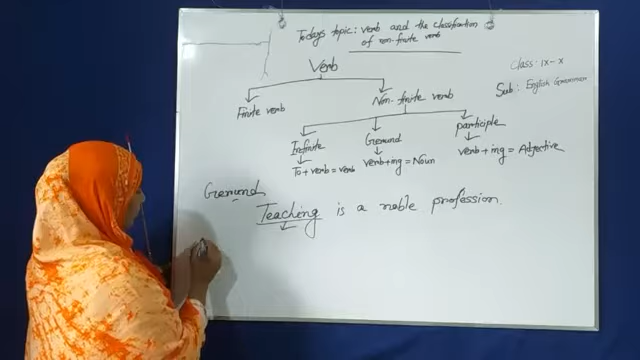 Todays topic: verb and the classification
of non-finite verb
Class: ix-x
Sub: English Grammar
Verb
Finite verb
Non-finite verb
Infinite
Gerund
participle
To+verb=verb
verb+ing=Noun
verb+ing=Adjective
Gerund
Teaching is a noble profession.